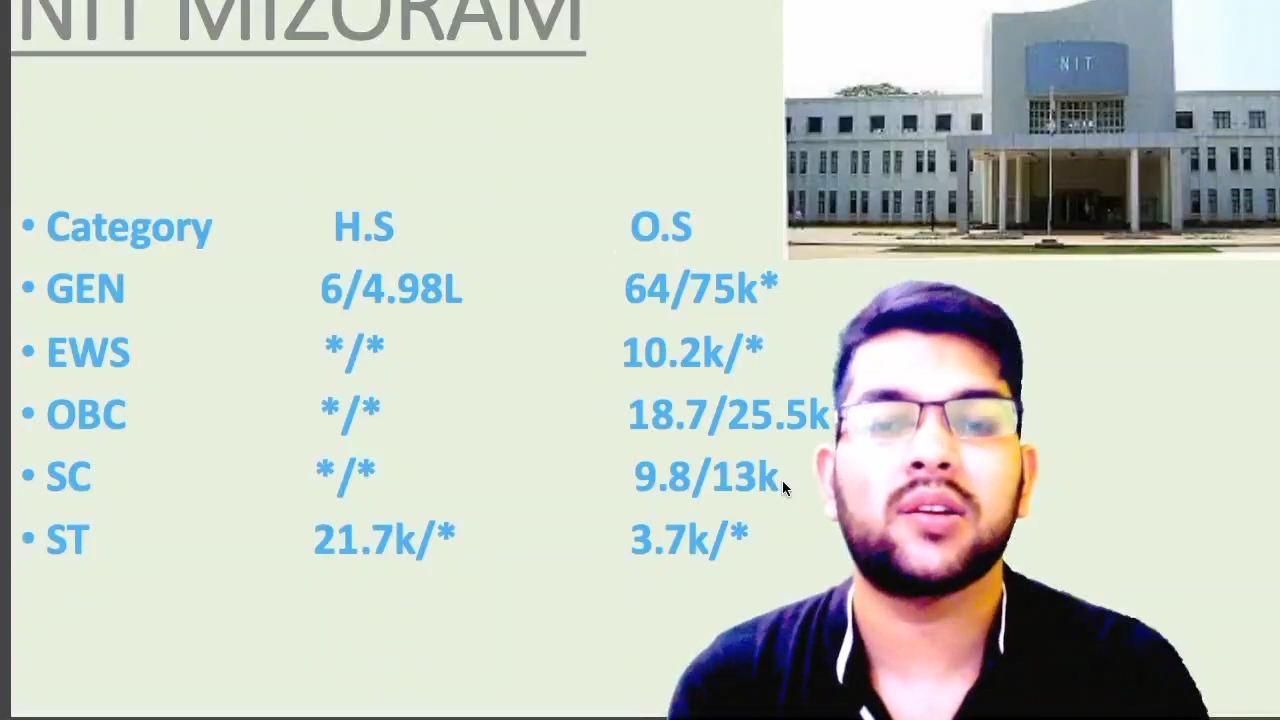 NIT MIZORAM
NIT
• Category H.S O.S
• GEN 6/4.98L 64/75k*
• EWS */* 10.2k/*
• OBC */* 18.7/25.5k
• SC */* 9.8/13k
• ST 21.7k/* 3.7k/*